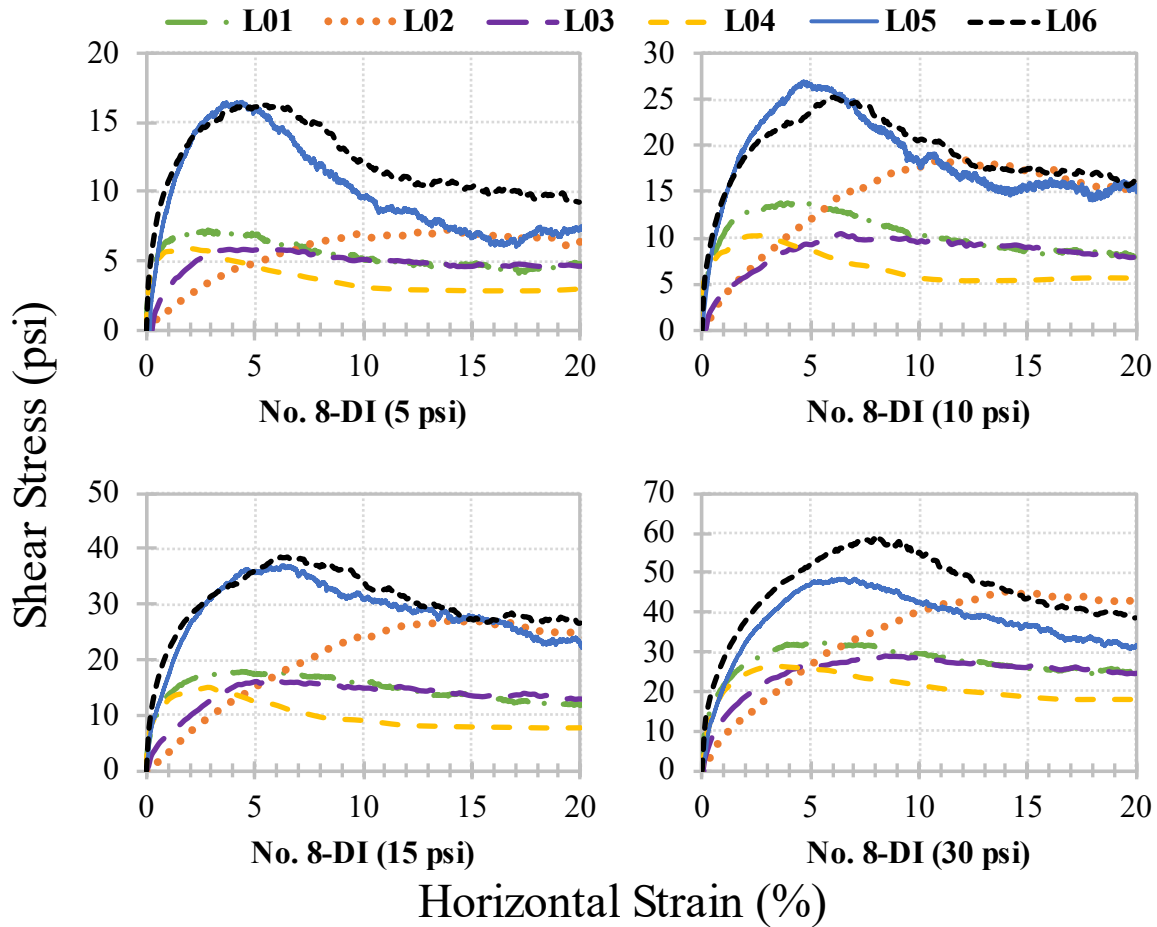 L01 L02 L03 L04 L05 L06
Shear Stress (psi)
20
15
10
5
0
0 5 10 15 20
No. 8-DI (5 psi)
30
25
20
15
10
5
0
0 5 10 15 20
No. 8-DI (10 psi)
50
40
30
20
10
0
0 5 10 15 20
No. 8-DI (15 psi)
70
60
50
40
30
20
10
0
0 5 10 15 20
No. 8-DI (30 psi)
Horizontal Strain (%)